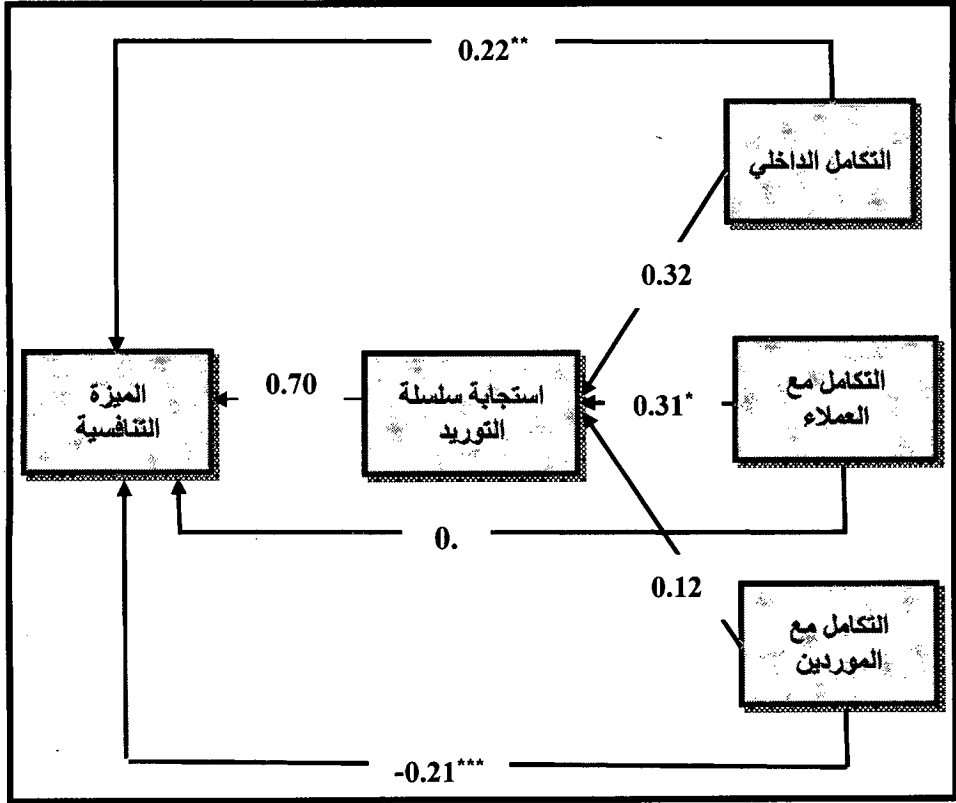 0.22**
التكامل الداخلي
0.32
الميزة
التنافسية
0.70
استجابة سلسلة
التوريد
0.31*
التكامل مع
العملاء
0.
0.12
التكامل مع
الموردين
-0.21***